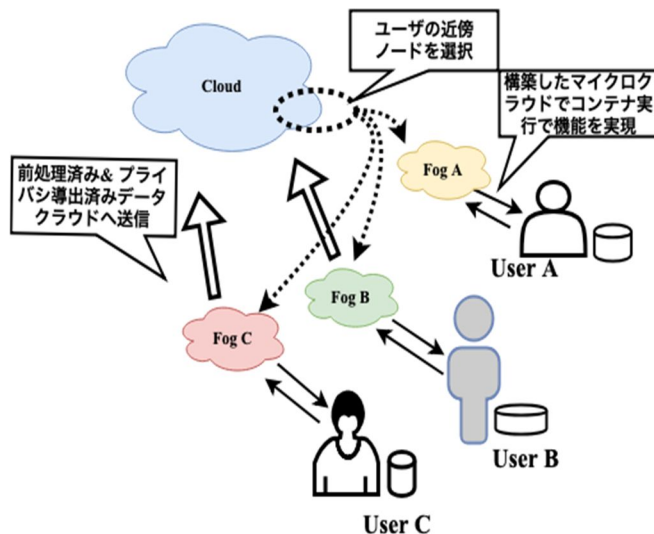 ユーザの近傍
ノードを選択
Cloud
構築したマイクロク
ラウドでコンテナ実
行で機能を実現
前処理済み& プライ
バシ導出済みデータ
クラウドへ送信
Fog A
User A
Fog B
Fog C
User B
User C